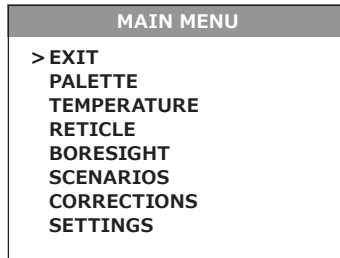 MAIN MENU
> EXIT
PALETTE
TEMPERATURE
RETICLE
BORESIGHT
SCENARIOS
CORRECTIONS
SETTINGS